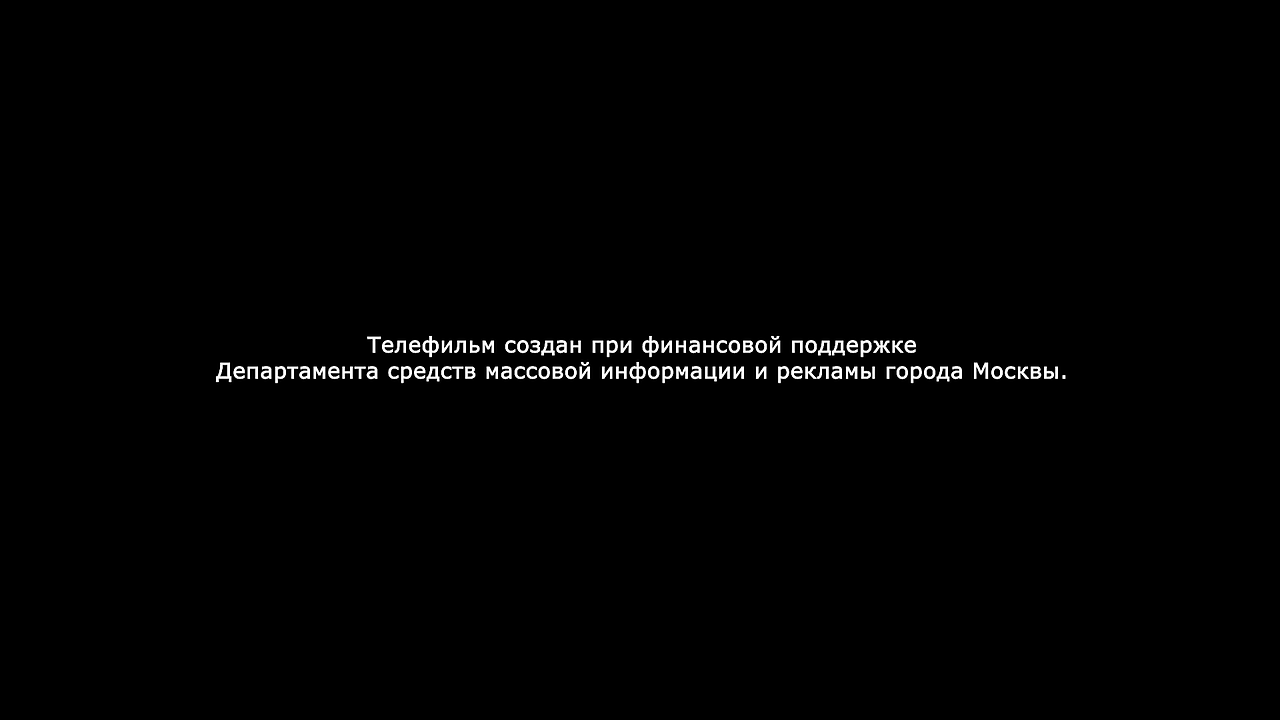 Телефильм создан при финансовой поддержке
Департамента средств массовой информации и рекламы города Москвы.